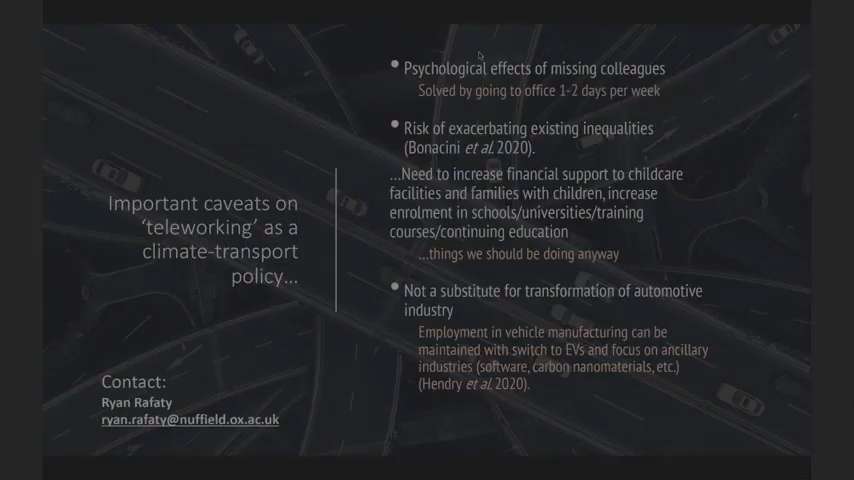 Important caveats on
‘teleworking’ as a
climate-transport
policy...
Contact:
Ryan Rafaty
ryan.rafaty@nuffield.ox.ac.uk
• Psychological effects of missing colleagues
Solved by going to office 1-2 days per week
• Risk of exacerbating existing inequalities
(Bonacini et al. 2020).
...Need to increase financial support to childcare
facilities and families with children, increase
enrolment in schools/universities/training
courses/continuing education
...things we should be doing anyway
• Not a substitute for transformation of automotive
industry
Employment in vehicle manufacturing can be
maintained with switch to EVs and focus on ancillary
industries (software, carbon nanomaterials, etc.)
(Hendry et al. 2020).